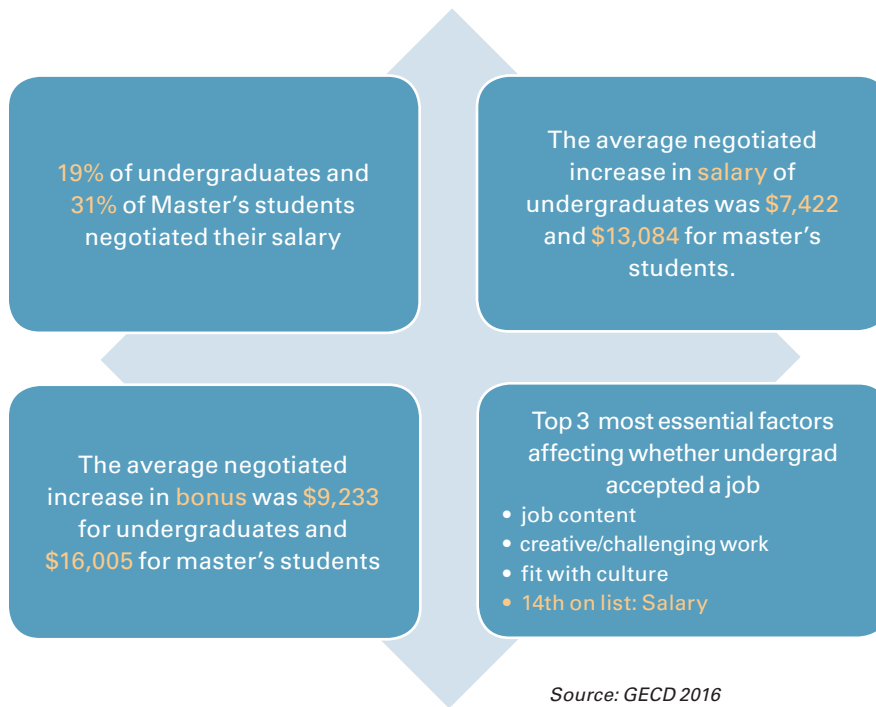 19% of undergraduates and
31% of Master’s students
negotiated their salary
The average negotiated
increase in salary of
undergraduates was $7,422
and $13,084 for master’s
students.
The average negotiated
increase in bonus was $9,233
for undergraduates and
$16,005 for master’s students
Top 3 most essential factors
affecting whether undergrad
accepted a job
• job content
• creative/challenging work
• fit with culture
• 14th on list: Salary
Source: GECD 2016